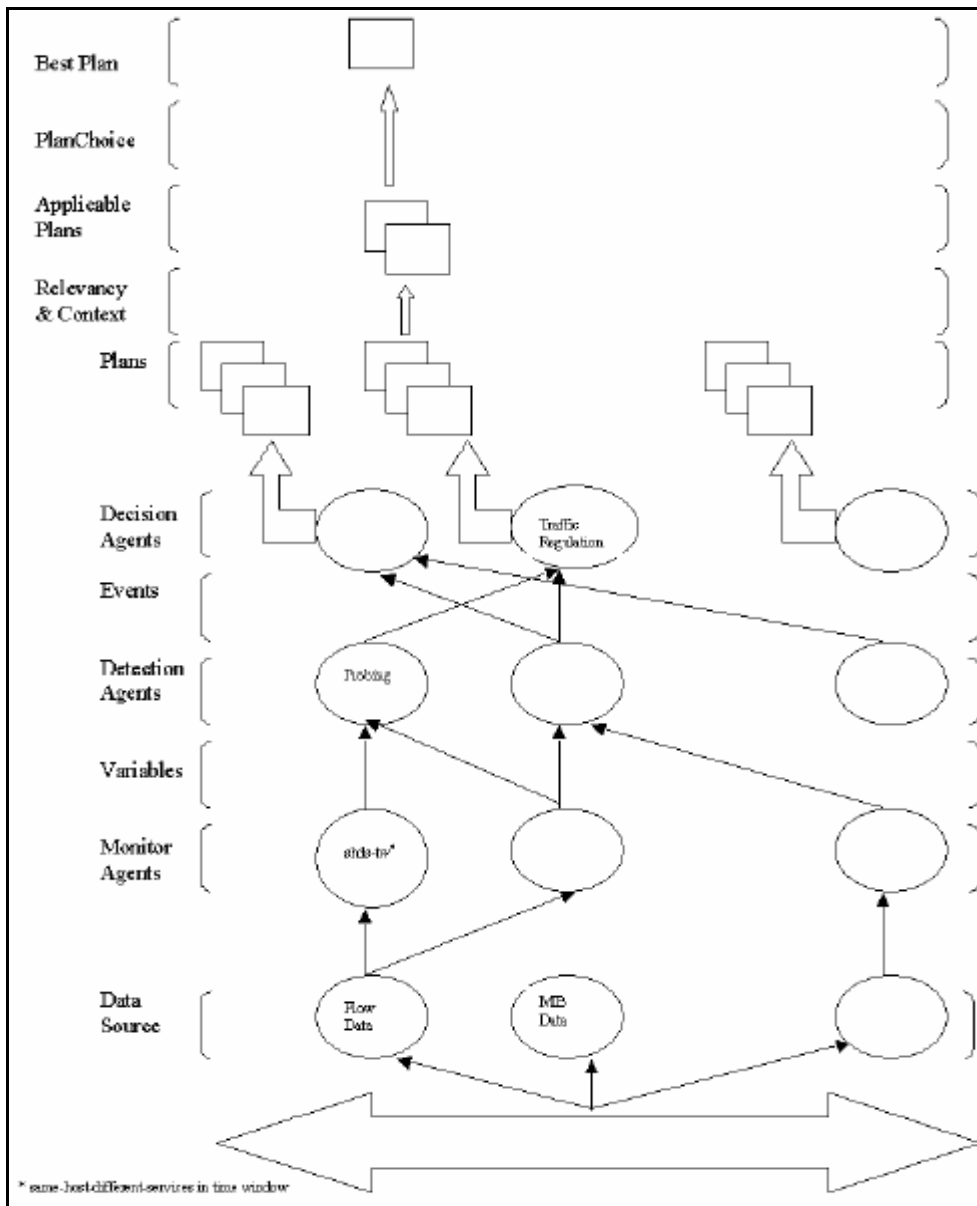 Best Plan
PlanChoice
Applicable
Plans
Relevancy
& Context
Plans
Decision
Agents
Traffic
Regulation
Events
Detection
Agents
Probing
Variables
Monitor
Agents
shds-tw*
Data
Source
Flow
Data
MIB
Data
* same-host-different-services in time window